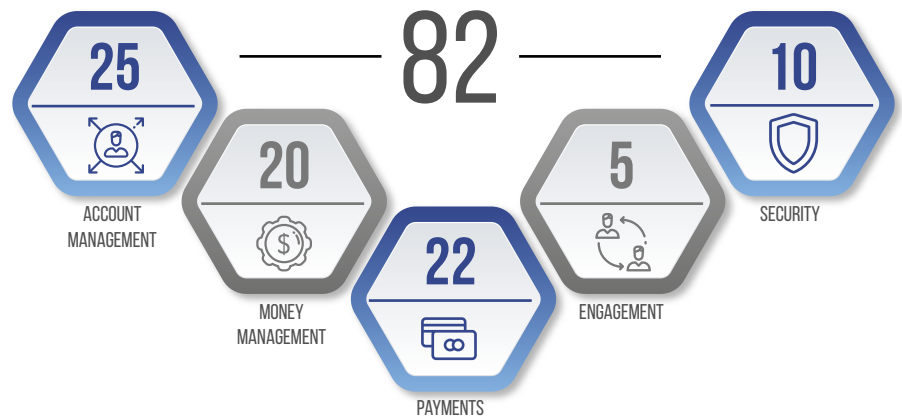 82
25
ACCOUNT
MANAGEMENT
20
$
MONEY
MANAGEMENT
22
PAYMENTS
5
ENGAGEMENT
10
SECURITY